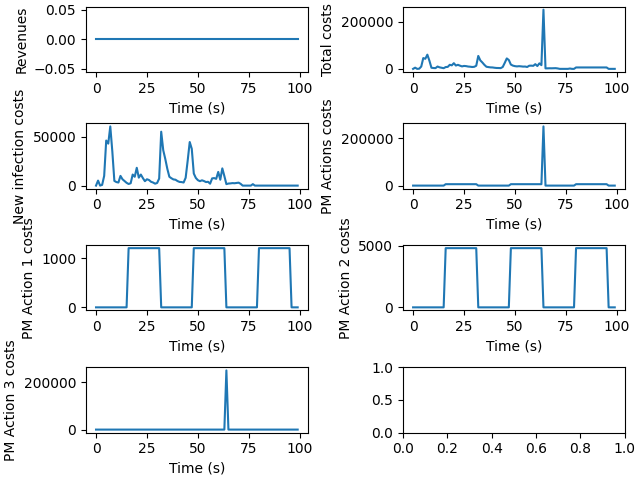 Revenues
0.05
0.00
−0.05
0 25 50 75 100
Time (s)
Total costs
200000
0
0 25 50 75 100
Time (s)
New infection costs
50000
0
0 25 50 75 100
Time (s)
PM Actions costs
200000
0
0 25 50 75 100
Time (s)
PM Action 1 costs
1000
0
0 25 50 75 100
Time (s)
PM Action 2 costs
5000
0
0 25 50 75 100
Time (s)
PM Action 3 costs
200000
0
0 25 50 75 100
Time (s)
1.0
0.5
0.0
0.0 0.2 0.4 0.6 0.8 1.0